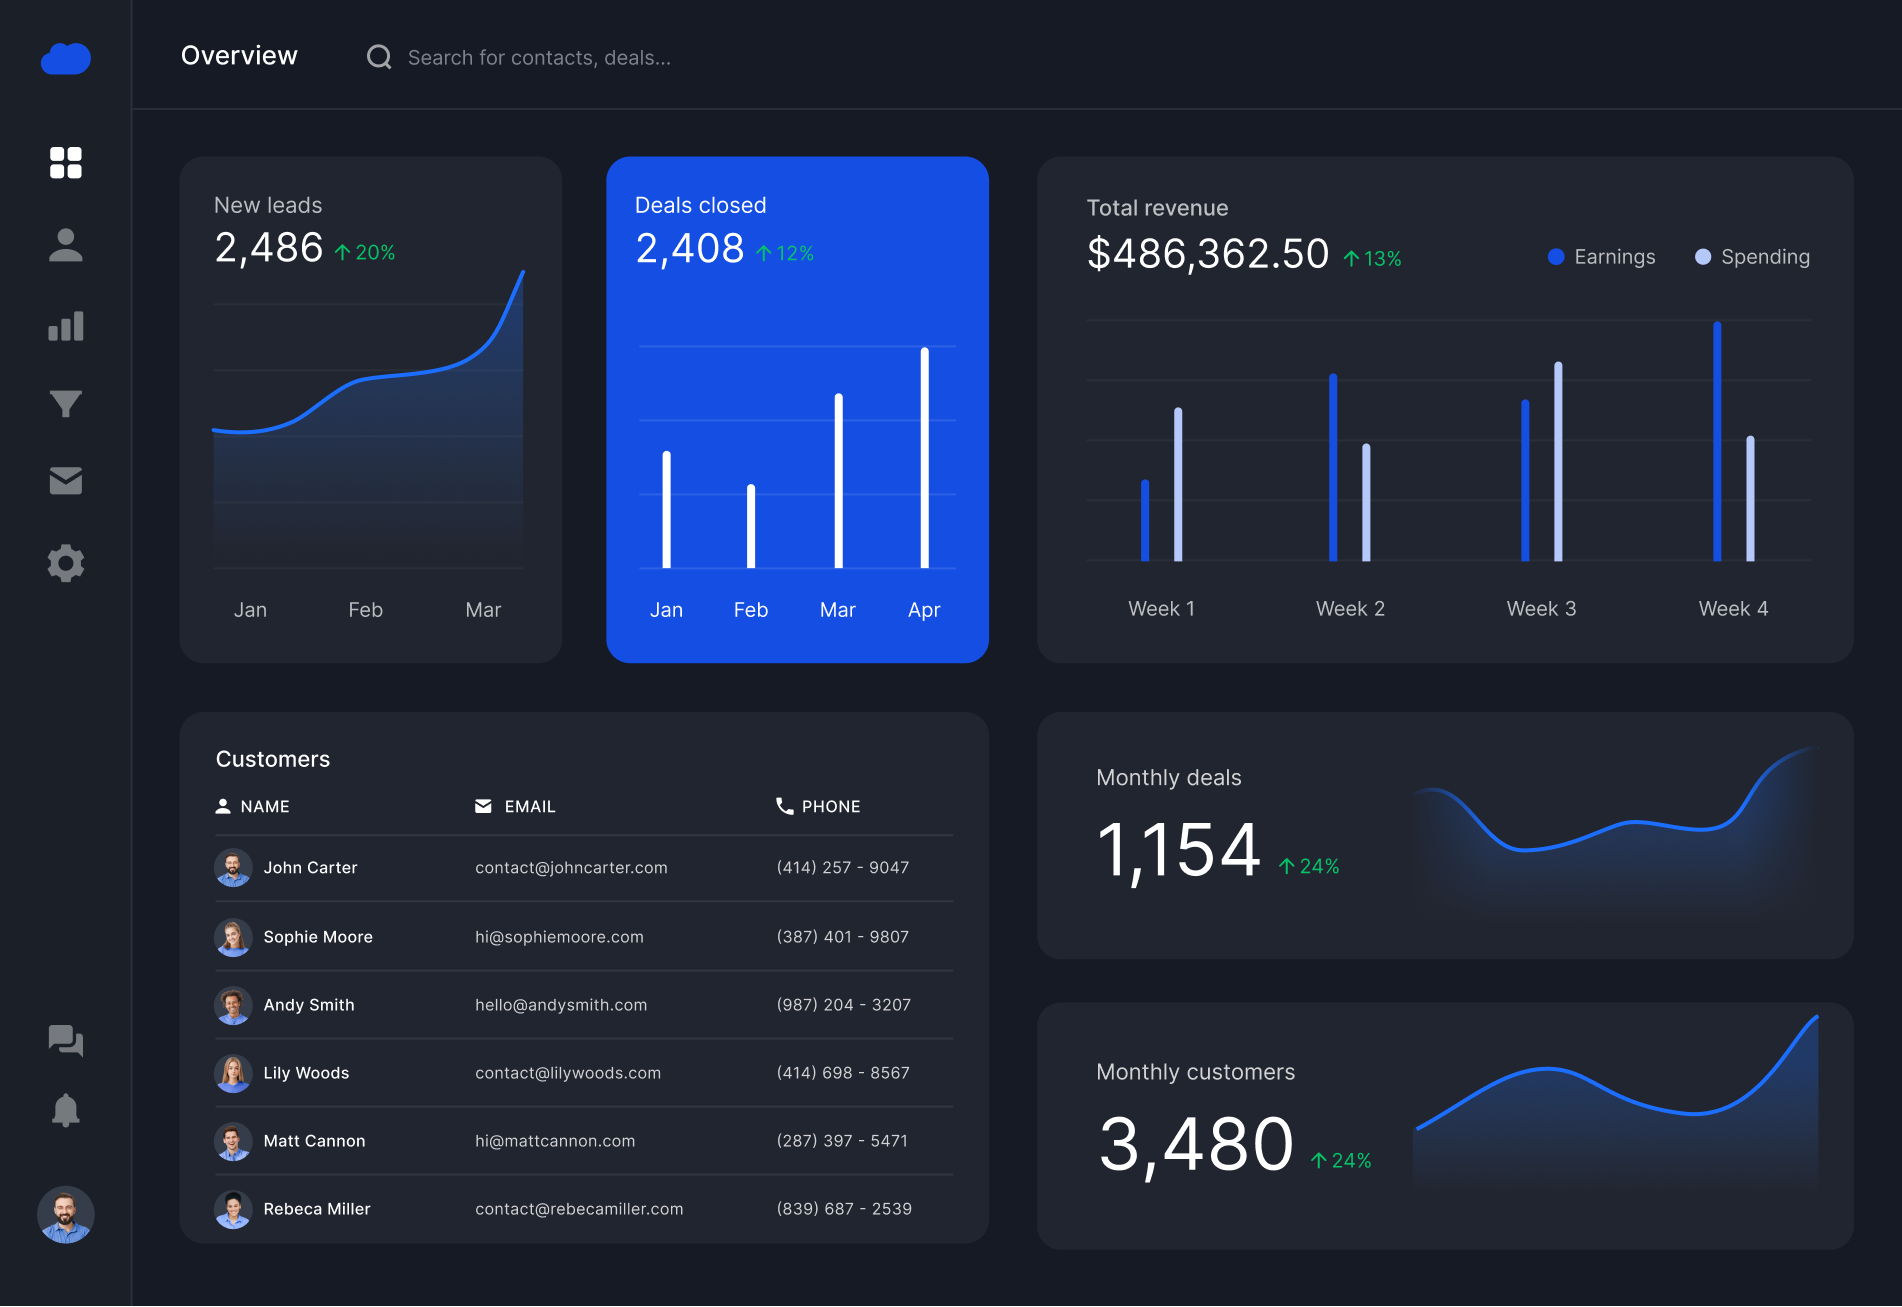 Overview
Search for contacts, deals...
New leads
2,486 20%
Jan Feb Mar
Deals closed
2,408 12%
Jan Feb Mar Apr
Total revenue
$486,362.50 13%
Earnings Spending
Week 1 Week 2 Week 3 Week 4
Customers
NAME EMAIL PHONE
John Carter contact@johncarter.com (414) 257 - 9047
Sophie Moore hi@sophiemoore.com (387) 401 - 9807
Andy Smith hello@andysmith.com (987) 204 - 3207
Lily Woods contact@lilywoods.com (414) 698 - 8567
Matt Cannon hi@mattcannon.com (287) 397 - 5471
Rebeca Miller contact@rebecamiller.com (839) 687 - 2539
Monthly deals
1,154 24%
Monthly customers
3,480 24%